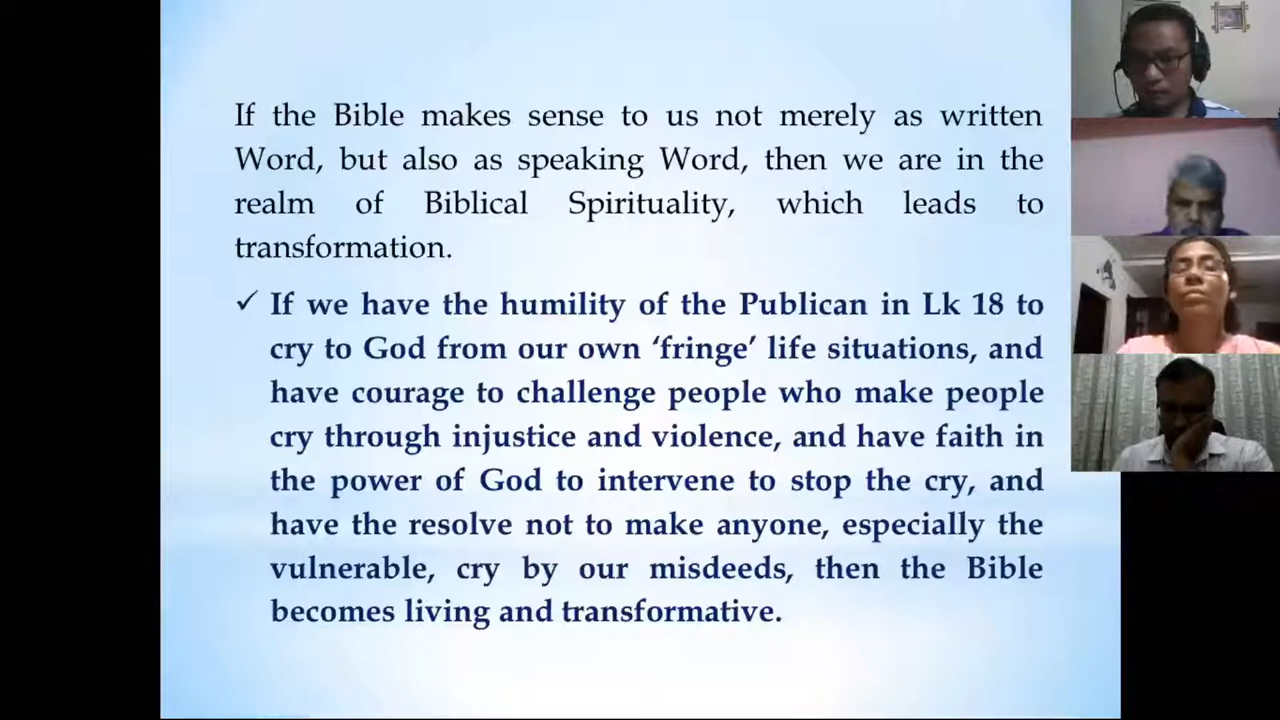 If the Bible makes sense to us not merely as written
Word, but also as speaking Word, then we are in the
realm of Biblical Spirituality, which leads to
transformation.
✓ If we have the humility of the Publican in Lk 18 to
cry to God from our own ‘fringe’ life situations, and
have courage to challenge people who make people
cry through injustice and violence, and have faith in
the power of God to intervene to stop the cry, and
have the resolve not to make anyone, especially the
vulnerable, cry by our misdeeds, then the Bible
becomes living and transformative.